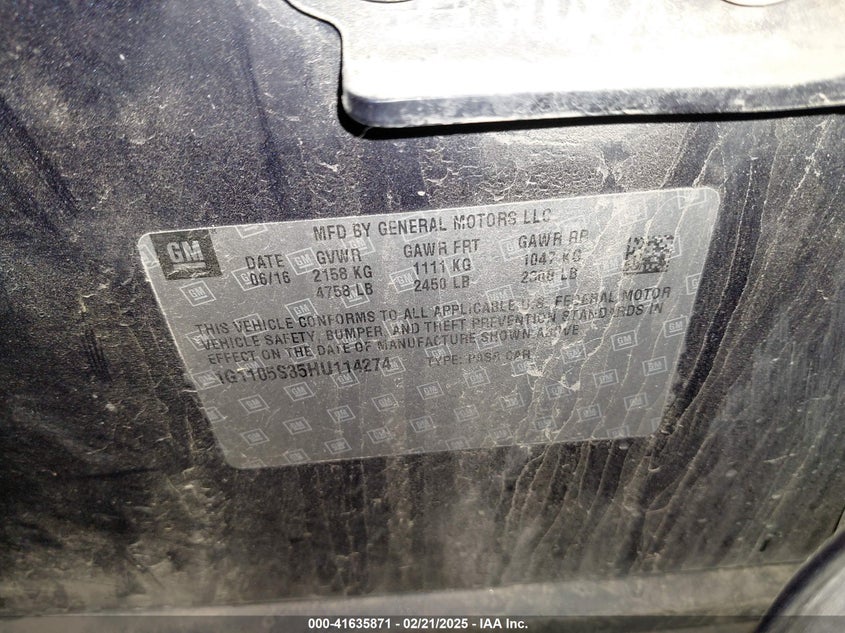 GM
MFD BY GENERAL MOTORS LLC
DATE GVWR GAWR FRT GAWR RR
06/16 2158 KG 1111 KG 1047 KG
4758 LB 2450 LB 2308 LB
THIS VEHICLE CONFORMS TO ALL APPLICABLE U.S. FEDERAL MOTOR
VEHICLE SAFETY, BUMPER, AND THEFT PREVENTION STANDARDS IN
EFFECT ON THE DATE OF MANUFACTURE SHOWN ABOVE
1G1105S35HU114274 TYPE: PASS CAR
000-41635871 - 02/21/2025 - IAA Inc.